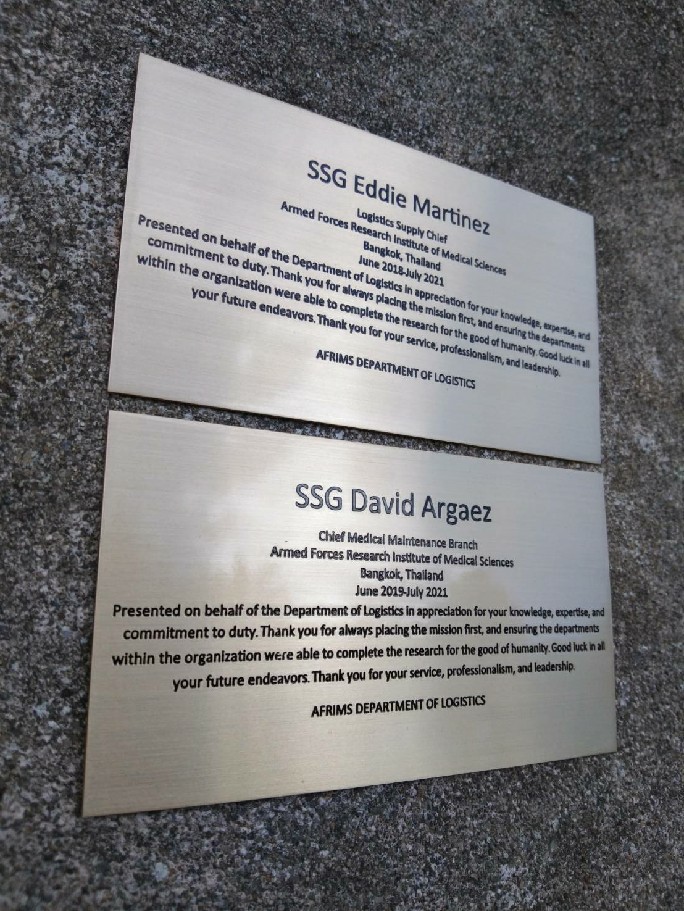 SSG Eddie Martinez
Logistics Supply Chief
Armed Forces Research Institute of Medical Sciences
Bangkok, Thailand
June 2018-July 2021
Presented on behalf of the Department of Logistics in appreciation for your knowledge, expertise, and
commitment to duty. Thank you for always placing the mission first, and ensuring the departments
within the organization were able to complete the research for the good of humanity. Good luck in all
your future endeavors. Thank you for your service, professionalism, and leadership.
AFRIMS DEPARTMENT OF LOGISTICS
SSG David Argaez
Chief Medical Maintenance Branch
Armed Forces Research Institute of Medical Sciences
Bangkok, Thailand
June 2019-July 2021
Presented on behalf of the Department of Logistics in appreciation for your knowledge, expertise, and
commitment to duty. Thank you for always placing the mission first, and ensuring the departments
within the organization were able to complete the research for the good of humanity. Good luck in all
your future endeavors. Thank you for your service, professionalism, and leadership.
AFRIMS DEPARTMENT OF LOGISTICS